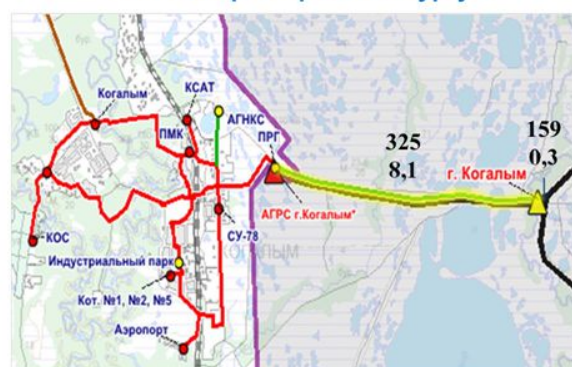 Когалым
КСАТ
АГНКС
ПМК
ПРГ
325
8,1
159
0,3
г. Когалым
АГРС г.Когалым*
КОС
СУ-78
КОГАЛЫМ
Индустриальный парк
Кот. №1, №2, №5
Аэропорт